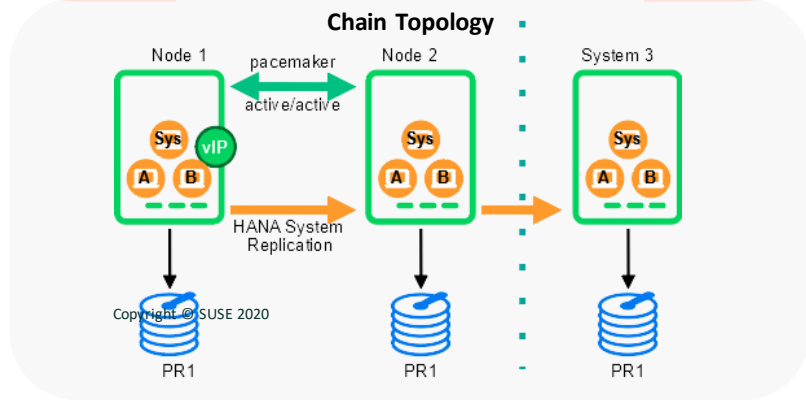 Chain Topology
Node 1
pacemaker
Node 2
System 3
active/active
Sys
vIP
A
B
Sys
A
B
Sys
A
B
HANA System
Replication
Copyright © SUSE 2020
PR1
PR1
PR1